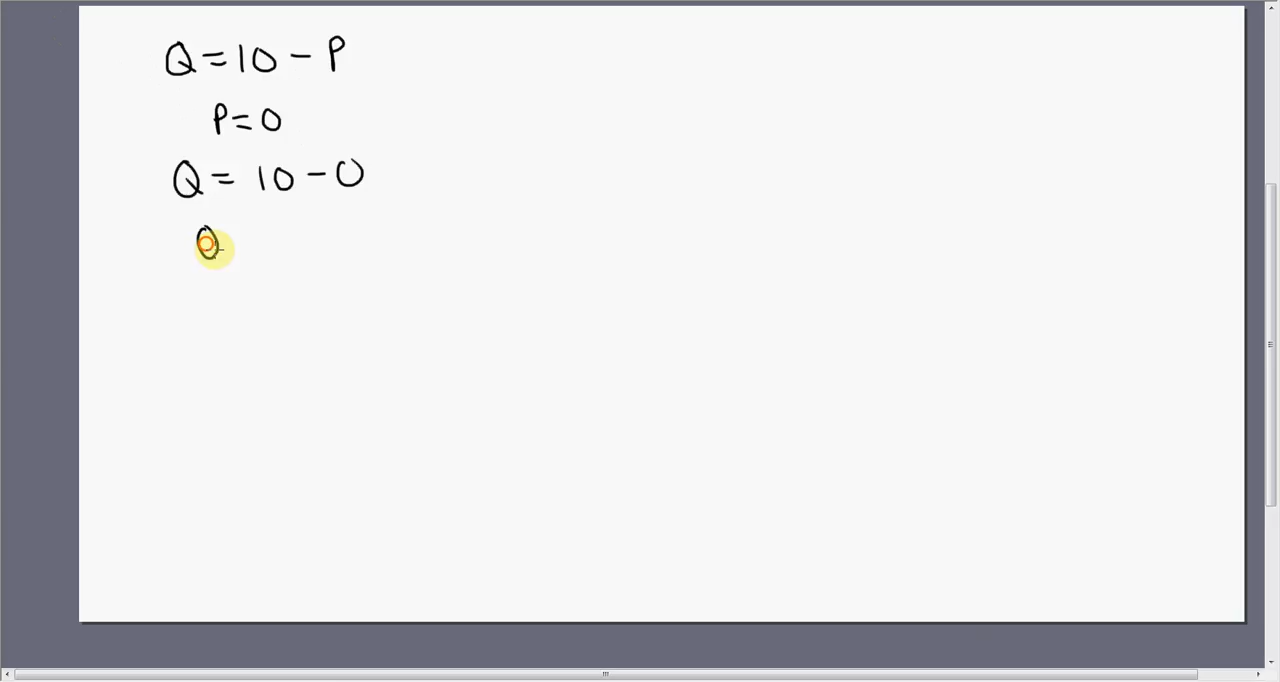 Q = 10 - P
P = 0
Q = 10 - 0
Q